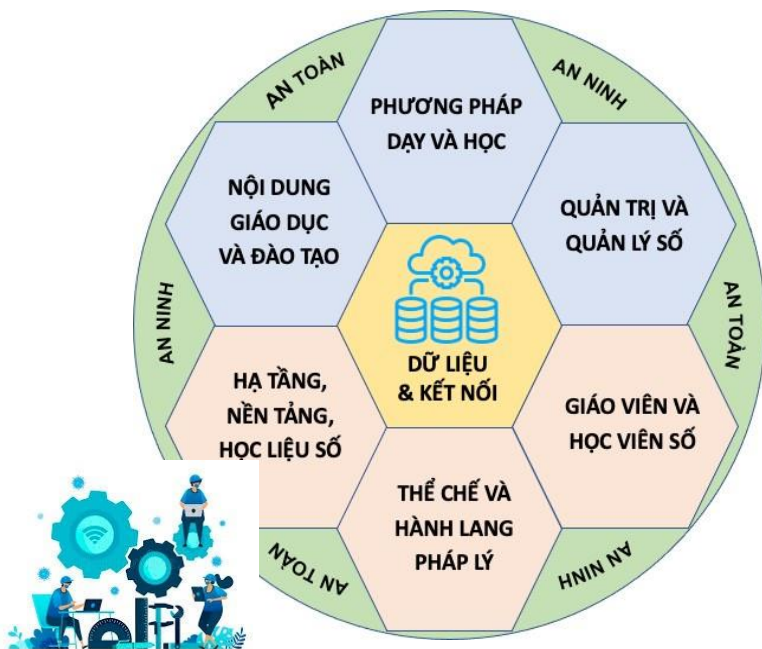 AN TOÀN
AN NINH
PHƯƠNG PHÁP
DẠY VÀ HỌC
NỘI DUNG
GIÁO DỤC
VÀ ĐÀO TẠO
QUẢN TRỊ VÀ
QUẢN LÝ SỐ
AN NINH
AN TOÀN
DỮ LIỆU
& KẾT NỐI
HẠ TẦNG,
NỀN TẢNG,
HỌC LIỆU SỐ
GIÁO VIÊN VÀ
HỌC VIÊN SỐ
THỂ CHẾ VÀ
HÀNH LANG
PHÁP LÝ
AN TOÀN
AN NINH